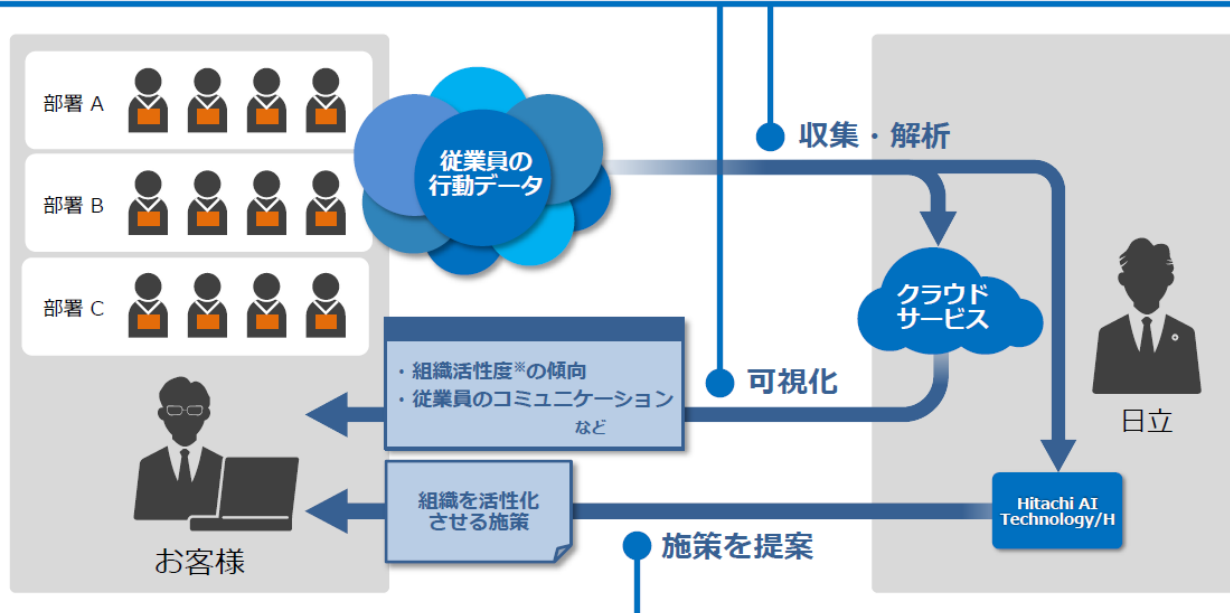 部署 A
部署 B
部署 C
従業員の
行動データ
収集・解析
クラウド
サービス
日立
・組織活性度※の傾向
・従業員のコミュニケーション
など
可視化
Hitachi AI
Technology/H
組織を活性化
させる施策
施策を提案
お客様